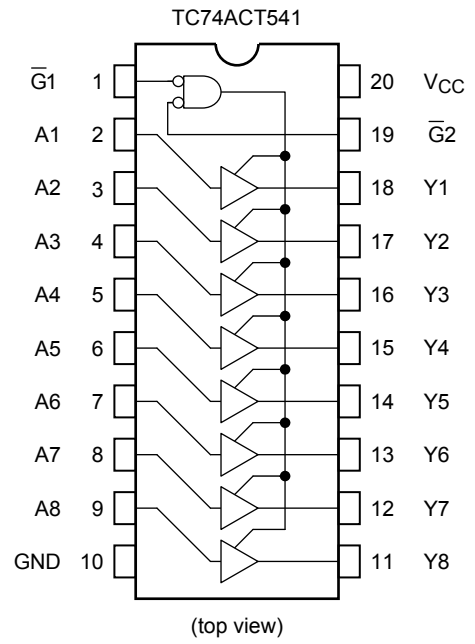 TC74ACT541
G̅1 1 20 VCC
A1 2 19 G̅2
A2 3 18 Y1
A3 4 17 Y2
A4 5 16 Y3
A5 6 15 Y4
A6 7 14 Y5
A7 8 13 Y6
A8 9 12 Y7
GND 10 11 Y8
(top view)